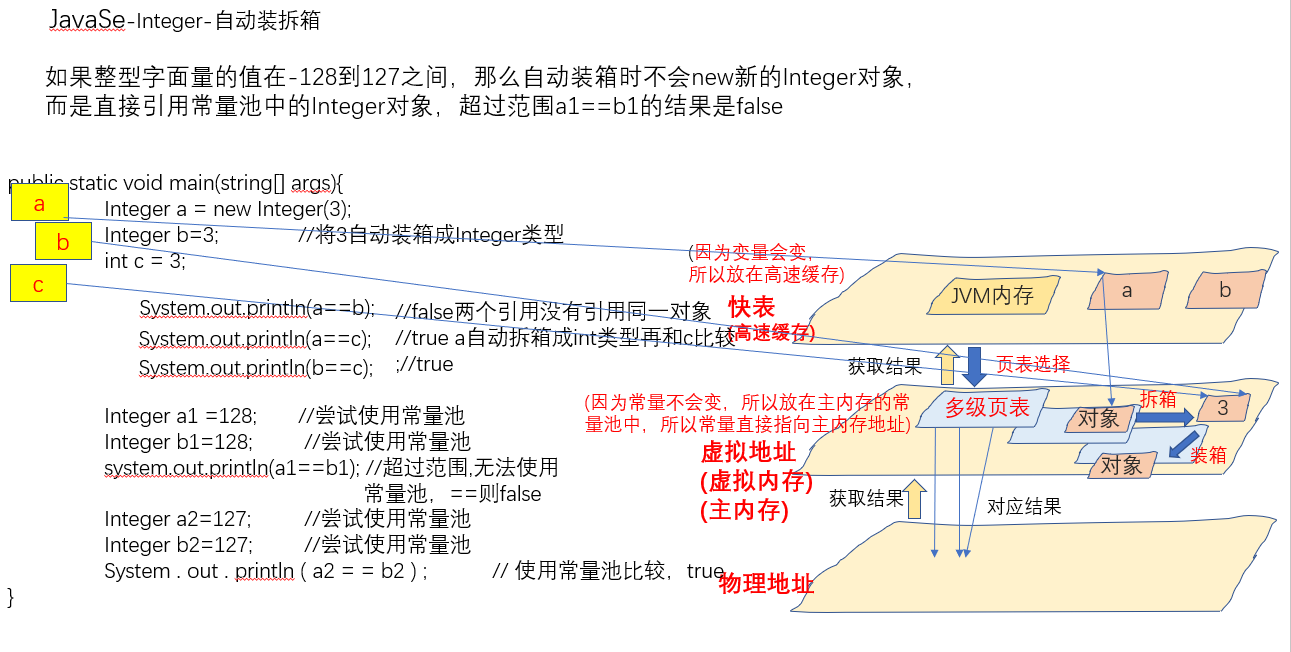 JavaSe-Integer-自动装拆箱
如果整型字面量的值在-128到127之间，那么自动装箱时不会new新的Integer对象，
而是直接引用常量池中的Integer对象，超过范围a1==b1的结果是false
public static void main(string[] args){
a
Integer a = new Integer(3);
b
Integer b=3; //将3自动装箱成Integer类型
int c = 3;
c
System.out.println(a==b); //false两个引用没有引用同一对象
System.out.println(a==c); //true a自动拆箱成int类型再和c比较
System.out.println(b==c); ;//true
Integer a1 =128; //尝试使用常量池
Integer b1=128; //尝试使用常量池
system.out.println(a1==b1); //超过范围,无法使用
常量池，==则false
Integer a2=127; //尝试使用常量池
Integer b2=127; //尝试使用常量池
System . out . println ( a2 = = b2 ) ; // 使用常量池比较，true
}
(因为变量会变，
所以放在高速缓存)
快表
(高速缓存)
JVM内存
a
b
获取结果
页表选择
(因为常量不会变，所以放在主内存的常
量池中，所以常量直接指向主内存地址)
多级页表
对象
拆箱
3
对象
装箱
虚拟地址
(虚拟内存)
(主内存)
获取结果
对应结果
物理地址